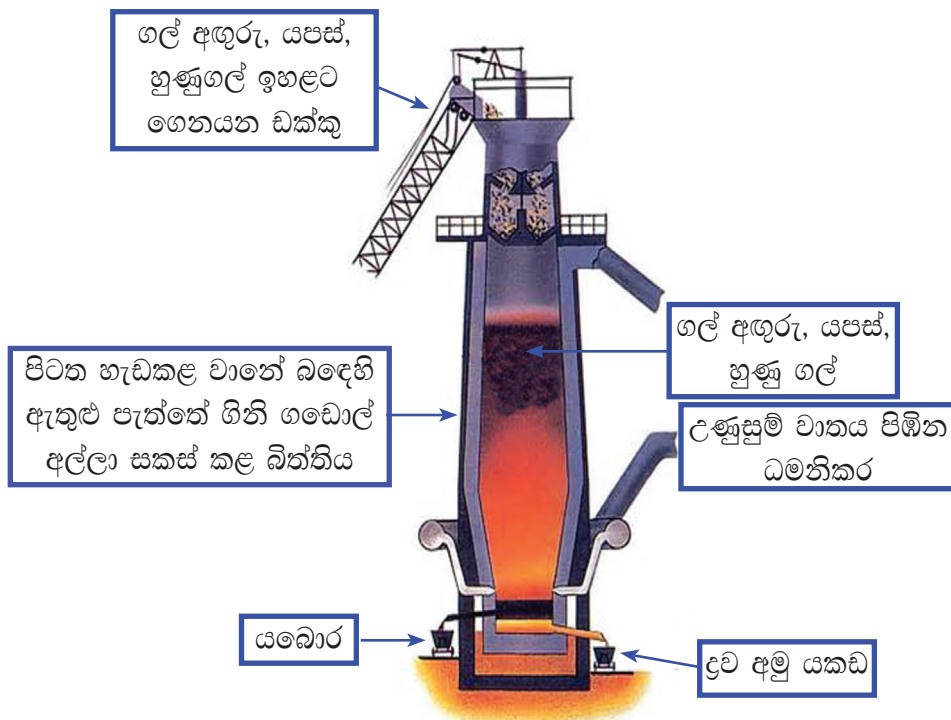 ගල් අඟුරු, යපස්,
හුණුගල් ඉහළට
ගෙනයන ඩක්කු
ගල් අඟුරු, යපස්,
හුණු ගල්
පිටත හැඩකළ වානේ බඳෙහි
ඇතුළු පැත්තේ ගිනි ගඩොල්
අල්ලා සකස් කළ බිත්තිය
උණුසුම් වාතය පිඹින
ධමනිකර
යබොර
ද්‍රව අමු යකඩ